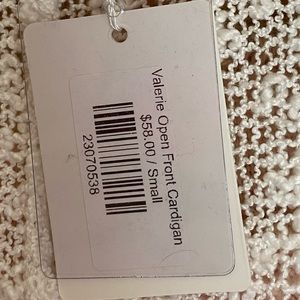 Valerie Open Front Cardigan
$58.00 / Small
23070538